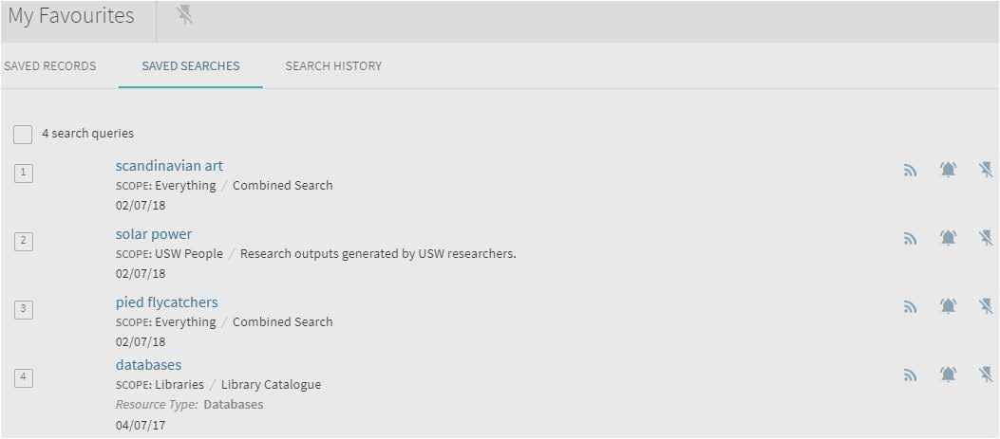 My Favourites
SAVED RECORDS SAVED SEARCHES SEARCH HISTORY
4 search queries
1 scandinavian art
SCOPE: Everything / Combined Search
02/07/18
2 solar power
SCOPE: USW People / Research outputs generated by USW researchers.
02/07/18
3 pied flycatchers
SCOPE: Everything / Combined Search
02/07/18
4 databases
SCOPE: Libraries / Library Catalogue
Resource Type: Databases
04/07/17